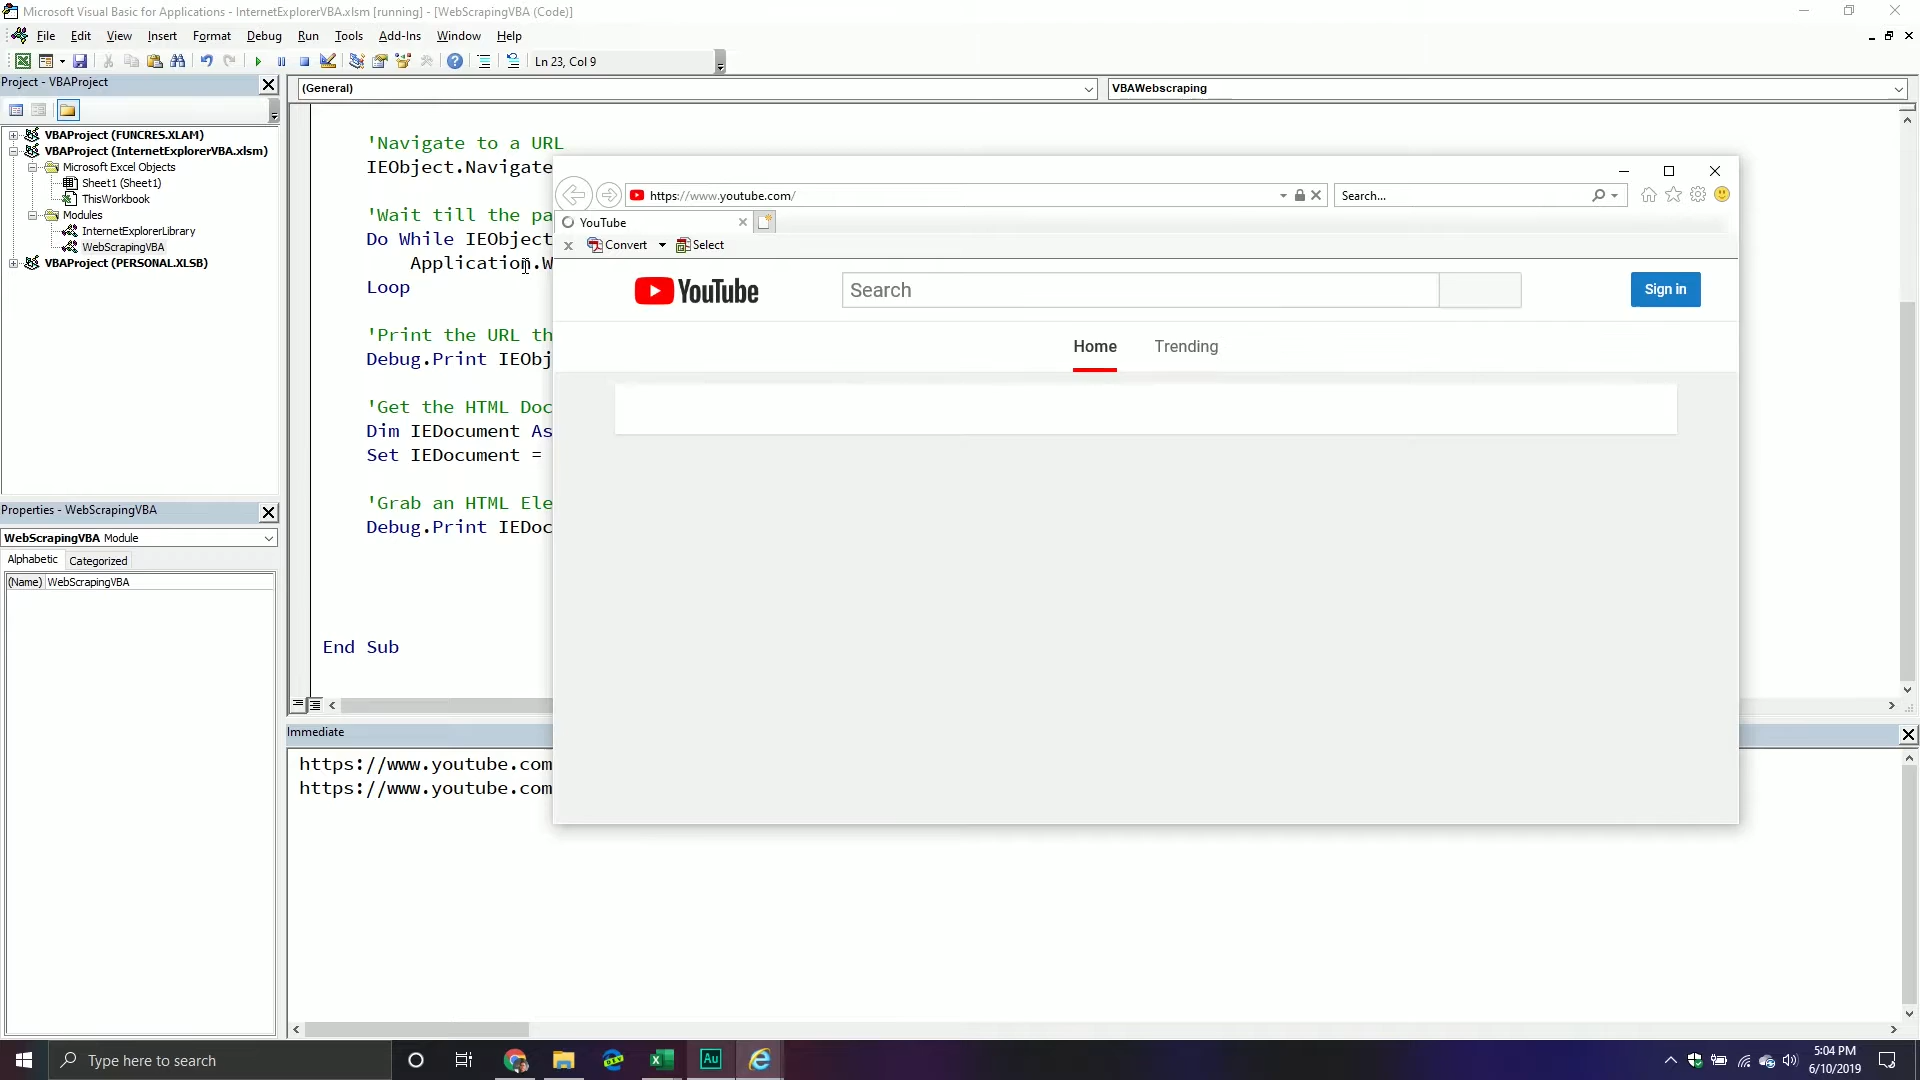 Microsoft Visual Basic for Applications - InternetExplorerVBA.xlsm [running] - [WebScrapingVBA (Code)]
File Edit View Insert Format Debug Run Tools Add-Ins Window Help
Ln 23, Col 9
Project - VBAProject
(General)
VBAWebscraping
VBAProject (FUNCRES.XLAM)
VBAProject (InternetExplorerVBA.xlsm)
Microsoft Excel Objects
Sheet1 (Sheet1)
ThisWorkbook
Modules
InternetExplorerLibrary
WebScrapingVBA
VBAProject (PERSONAL.XLSB)
Properties - WebScrapingVBA
WebScrapingVBA Module
Alphabetic Categorized
(Name) WebScrapingVBA
'Navigate to a URL
IEObject.Navigate
'Wait till the pa
Do While IEObject
Application.W
Loop
'Print the URL th
Debug.Print IEObj
'Get the HTML Doc
Dim IEDocument As
Set IEDocument =
'Grab an HTML Ele
Debug.Print IEDoc
End Sub
https://www.youtube.com/
Search...
YouTube
Convert Select
YouTube
Search
Sign in
Home Trending
Immediate
https://www.youtube.com
https://www.youtube.com
Type here to search
Au
5:04 PM
6/10/2019